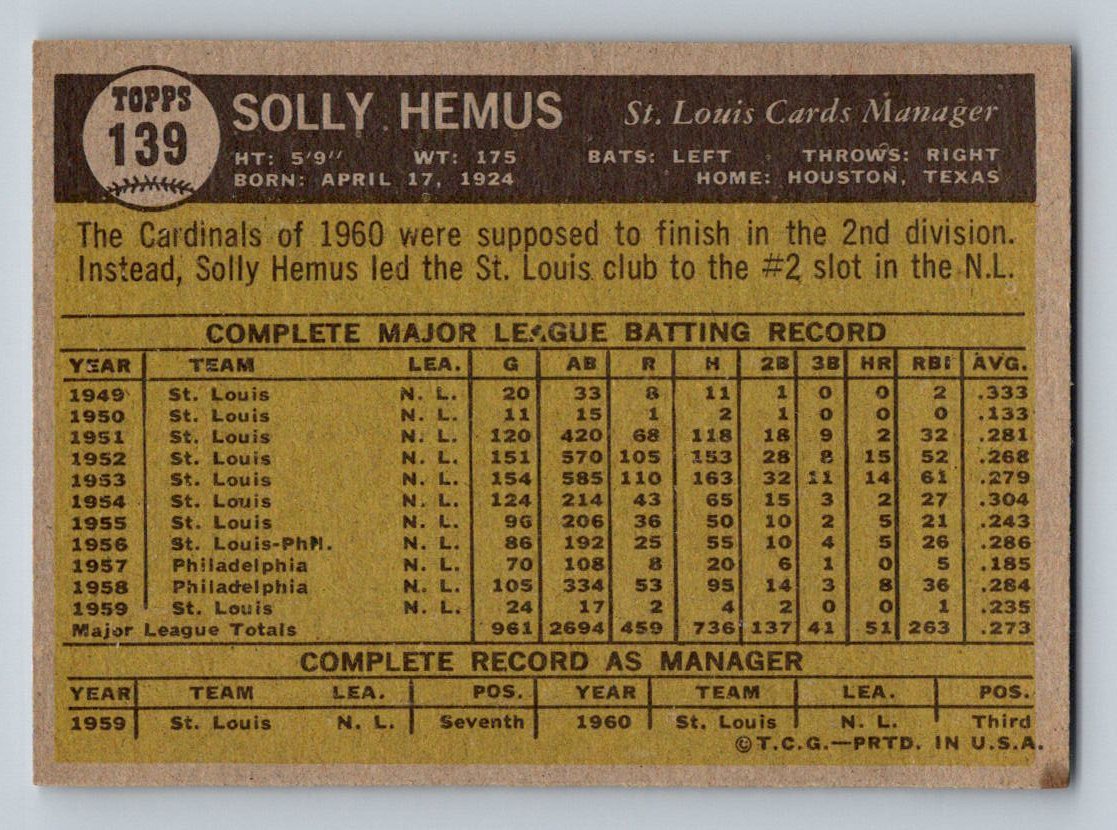 TOPPS
139
SOLLY HEMUS St. Louis Cards Manager
HT: 5'9" WT: 175 BATS: LEFT THROWS: RIGHT
BORN: APRIL 17, 1924 HOME: HOUSTON, TEXAS
The Cardinals of 1960 were supposed to finish in the 2nd division.
Instead, Solly Hemus led the St. Louis club to the #2 slot in the N.L.
COMPLETE MAJOR LEAGUE BATTING RECORD
YEAR TEAM LEA. G AB R H 2B 3B HR RBI AVG.
1949 St. Louis N. L. 20 33 8 11 1 0 0 2 .333
1950 St. Louis N. L. 11 15 1 2 1 0 0 0 .133
1951 St. Louis N. L. 120 420 68 118 18 9 2 32 .281
1952 St. Louis N. L. 151 570 105 153 28 8 15 52 .268
1953 St. Louis N. L. 154 585 110 163 32 11 14 61 .279
1954 St. Louis N. L. 124 214 43 65 15 3 2 27 .304
1955 St. Louis N. L. 96 206 36 50 10 2 5 21 .243
1956 St. Louis-Phil. N. L. 86 192 25 55 10 4 5 26 .286
1957 Philadelphia N. L. 70 108 8 20 6 1 0 5 .185
1958 Philadelphia N. L. 105 334 53 95 14 3 8 36 .284
1959 St. Louis N. L. 24 17 2 4 2 0 0 1 .235
Major League Totals 961 2694 459 736 137 41 51 263 .273
COMPLETE RECORD AS MANAGER
YEAR TEAM LEA. POS. YEAR TEAM LEA. POS.
1959 St. Louis N. L. Seventh 1960 St. Louis N. L. Third
© T.C.G.—PRTD. IN U.S.A.